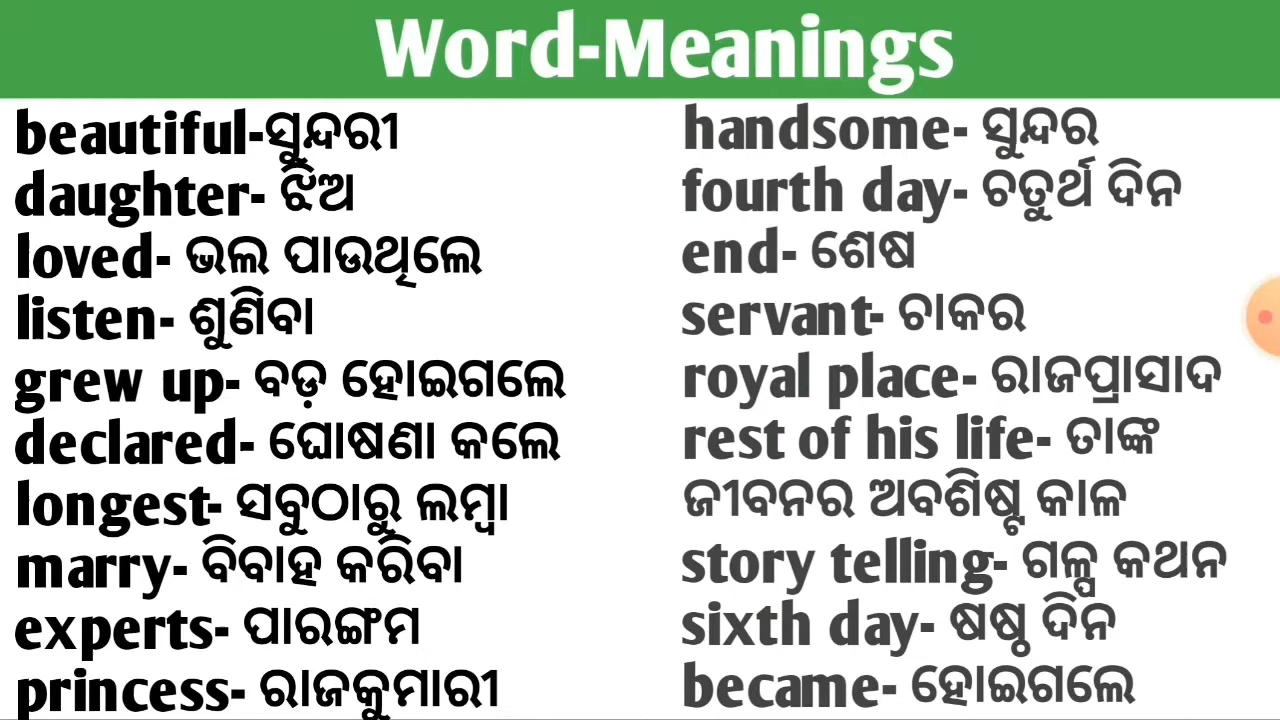 Word-Meanings
beautiful-ସୁନ୍ଦରୀ
daughter- ଝିଅ
loved- ଭଲ ପାଉଥିଲେ
listen- ଶୁଣିବା
grew up- ବଡ଼ ହୋଇଗଲେ
declared- ଘୋଷଣା କଲେ
longest- ସବୁଠାରୁ ଲମ୍ବା
marry- ବିବାହ କରିବା
experts- ପାରଙ୍ଗମ
princess- ରାଜକୁମାରୀ
handsome- ସୁନ୍ଦର
fourth day- ଚତୁର୍ଥ ଦିନ
end- ଶେଷ
servant- ଚାକର
royal place- ରାଜପ୍ରାସାଦ
rest of his life- ତାଙ୍କ
ଜୀବନର ଅବଶିଷ୍ଟ କାଳ
story telling- ଗଳ୍ପ କଥନ
sixth day- ଷଷ୍ଠ ଦିନ
became- ହୋଇଗଲେ